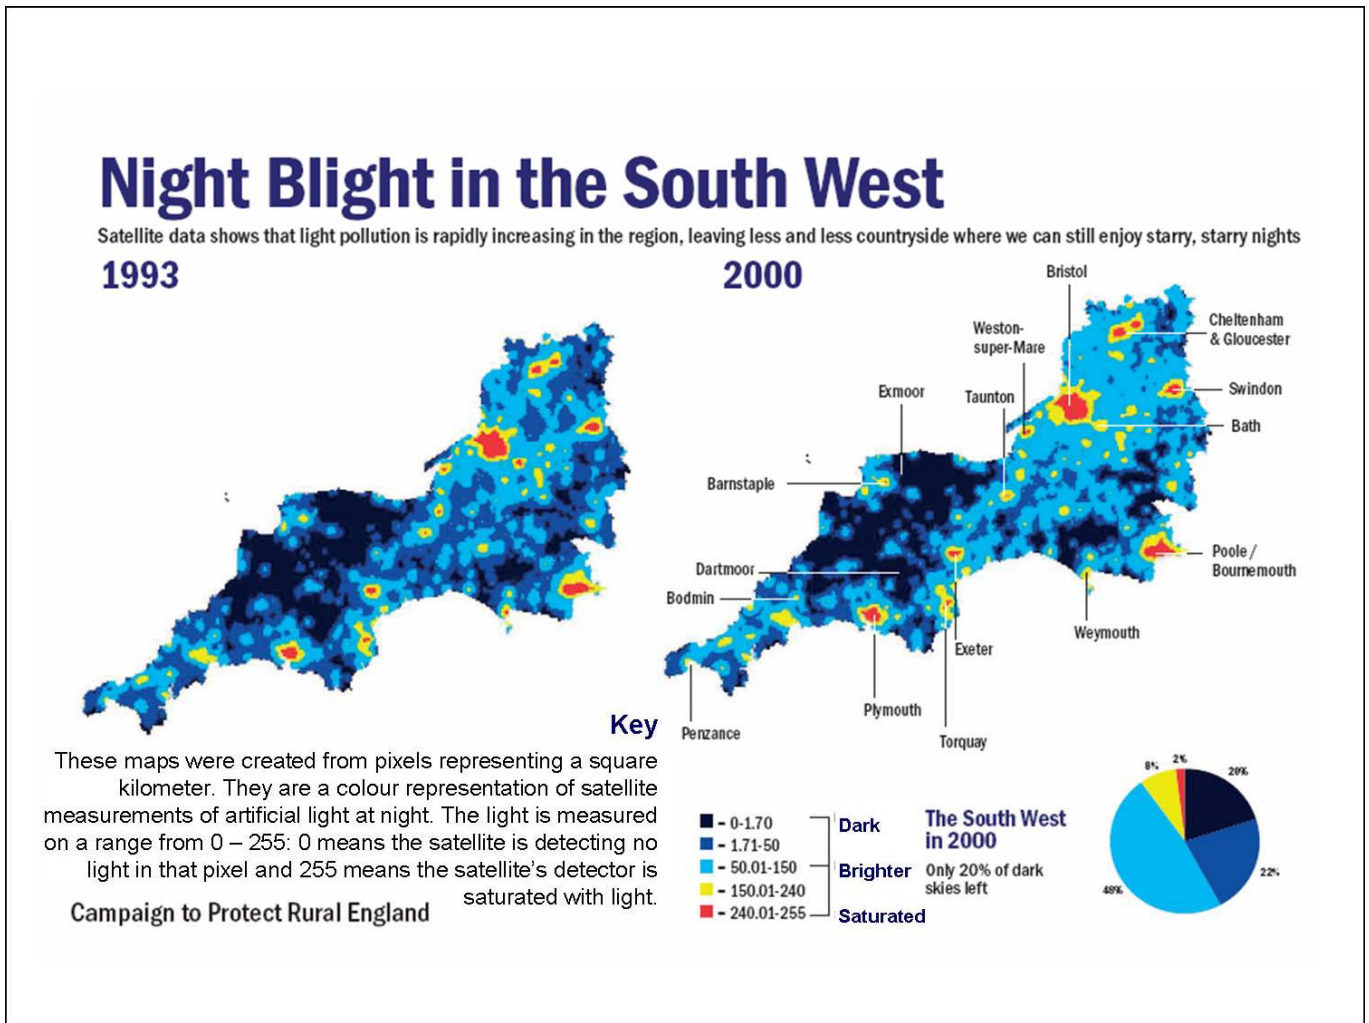 Night Blight in the South West
Satellite data shows that light pollution is rapidly increasing in the region, leaving less and less countryside where we can still enjoy starry, starry nights
1993
2000
Bristol
Weston-
super-Mare
Cheltenham
& Gloucester
Exmoor
Taunton
Swindon
Bath
Barnstaple
Dartmoor
Bodmin
Poole /
Bournemouth
Weymouth
Exeter
Plymouth
Torquay
Penzance
Key
These maps were created from pixels representing a square
kilometer. They are a colour representation of satellite
measurements of artificial light at night. The light is measured
on a range from 0 – 255: 0 means the satellite is detecting no
light in that pixel and 255 means the satellite's detector is
saturated with light.
Campaign to Protect Rural England
- 0-1.70
- 1.71-50
- 50.01-150
- 150.01-240
- 240.01-255
Dark
Brighter
Saturated
The South West
in 2000
Only 20% of dark
skies left
8%
2%
20%
22%
48%